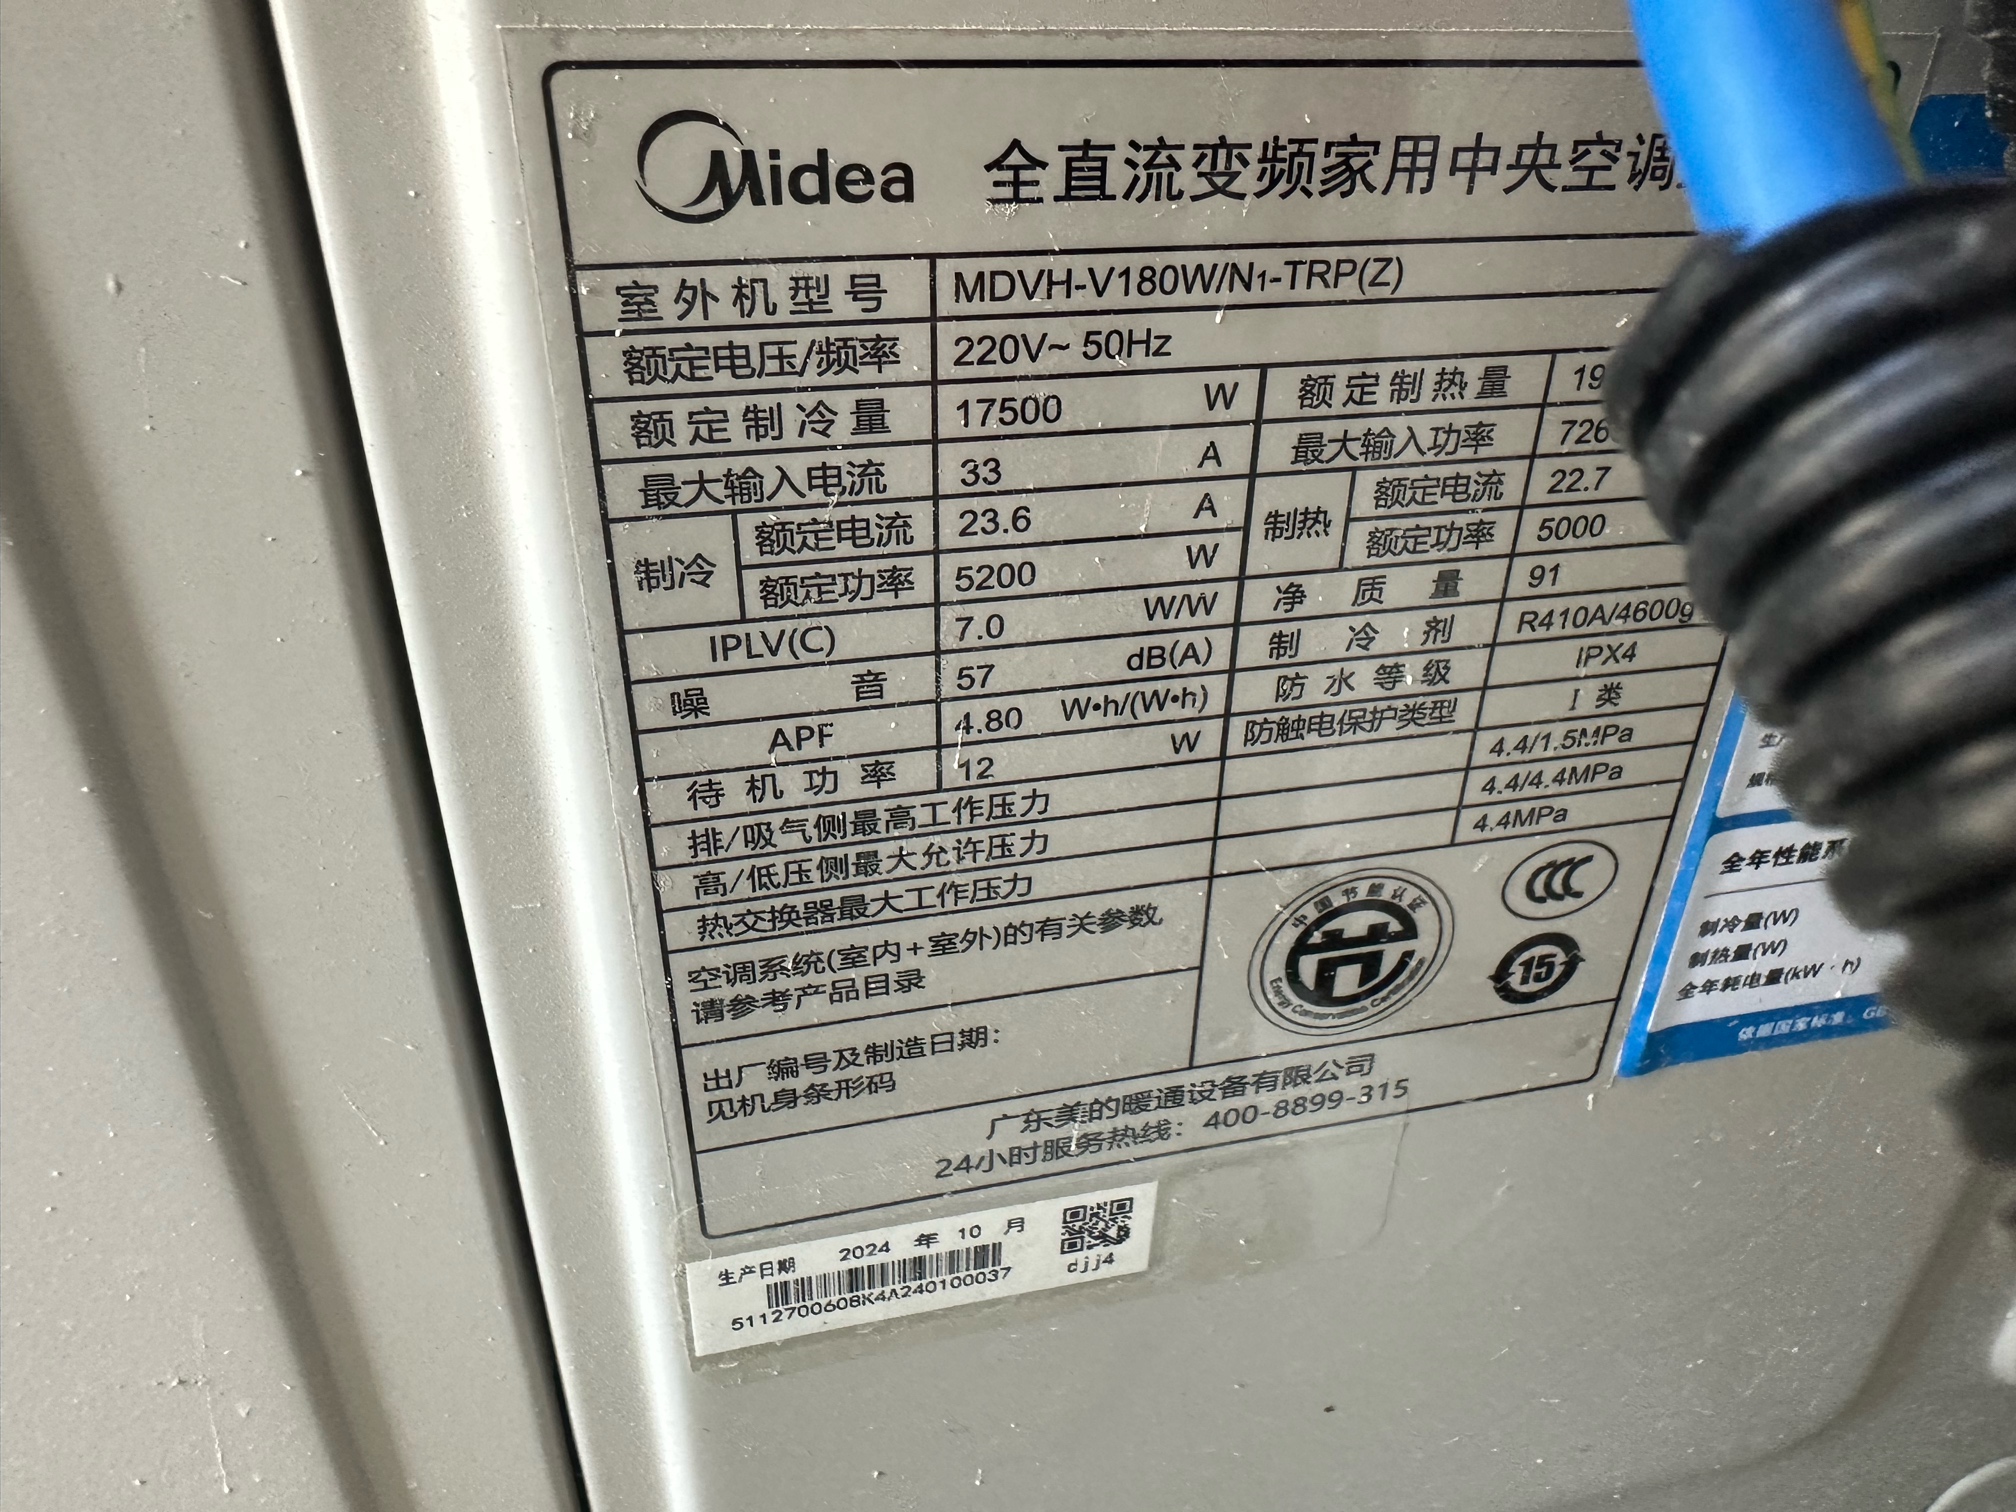 Midea 全直流变频家用中央空调
室外机型号 MDVH-V180W/N1-TRP(Z)
额定电压/频率 220V~ 50Hz
额定制冷量 17500 W 额定制热量
最大输入电流 33 A 最大输入功率
制冷 额定电流 23.6 A 制热 额定电流 22.7
额定功率 5200 W 额定功率 5000
IPLV(C) 7.0 W/W 净质量 91
噪音 57 dB(A) 制冷剂 R410A/4600g
APF 4.80 W•h/(W•h) 防水等级 IPX4
待机功率 12 W 防触电保护类型 I 类
排/吸气侧最高工作压力 4.4/1.5MPa
高/低压侧最大允许压力 4.4/4.4MPa
热交换器最大工作压力 4.4MPa
空调系统(室内+室外)的有关参数
请参考产品目录
中国节能认证
Energy Conservation Certification
CCC
15
出厂编号及制造日期：
见机身条形码
广东美的暖通设备有限公司
24小时服务热线：400-8899-315
生产日期 2024 年 10 月
5112700608K4A240100037
djj4
全年性能系
制冷量(W)
制热量(W)
全年耗电量(kW·h)
依据国家标准：GB